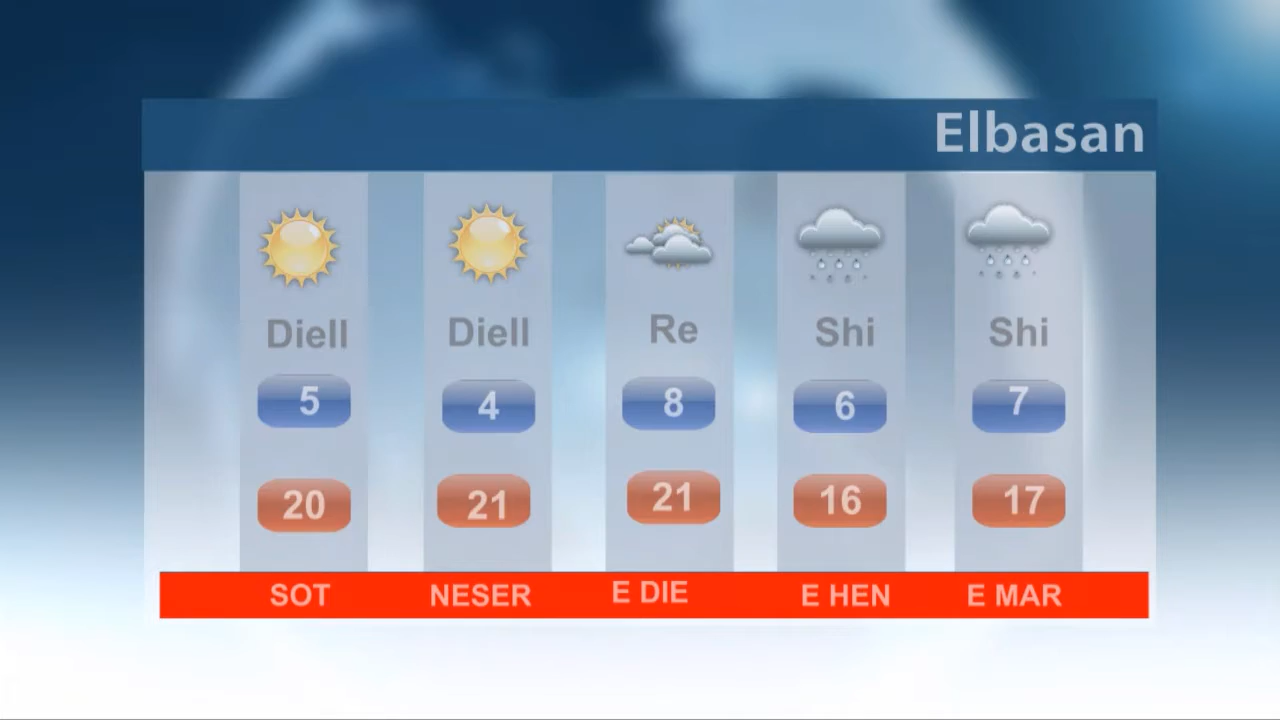 Elbasan
Diell Diell Re Shi Shi
5 4 8 6 7
20 21 21 16 17
SOT NESER E DIE E HEN E MAR